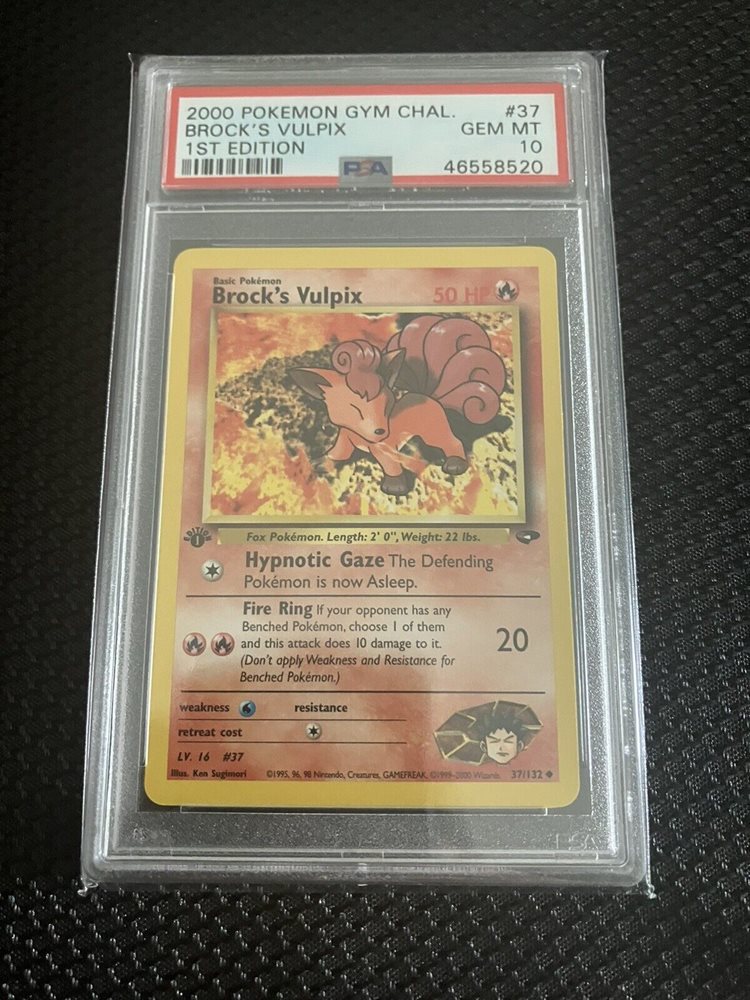 2000 POKEMON GYM CHAL. #37
BROCK'S VULPIX GEM MT
1ST EDITION 10
PSA 46558520
Basic Pokémon
Brock's Vulpix 50 HP
EDITION
1
Fox Pokémon. Length: 2' 0", Weight: 22 lbs.
Hypnotic Gaze The Defending
Pokémon is now Asleep.
Fire Ring If your opponent has any
Benched Pokémon, choose 1 of them
and this attack does 10 damage to it. 20
(Don't apply Weakness and Resistance for
Benched Pokémon.)
weakness resistance
retreat cost
LV. 16 #37
Illus. Ken Sugimori ©1995, 96, 98 Nintendo, Creatures, GAMEFREAK. ©1999-2000 Wizards. 37/132